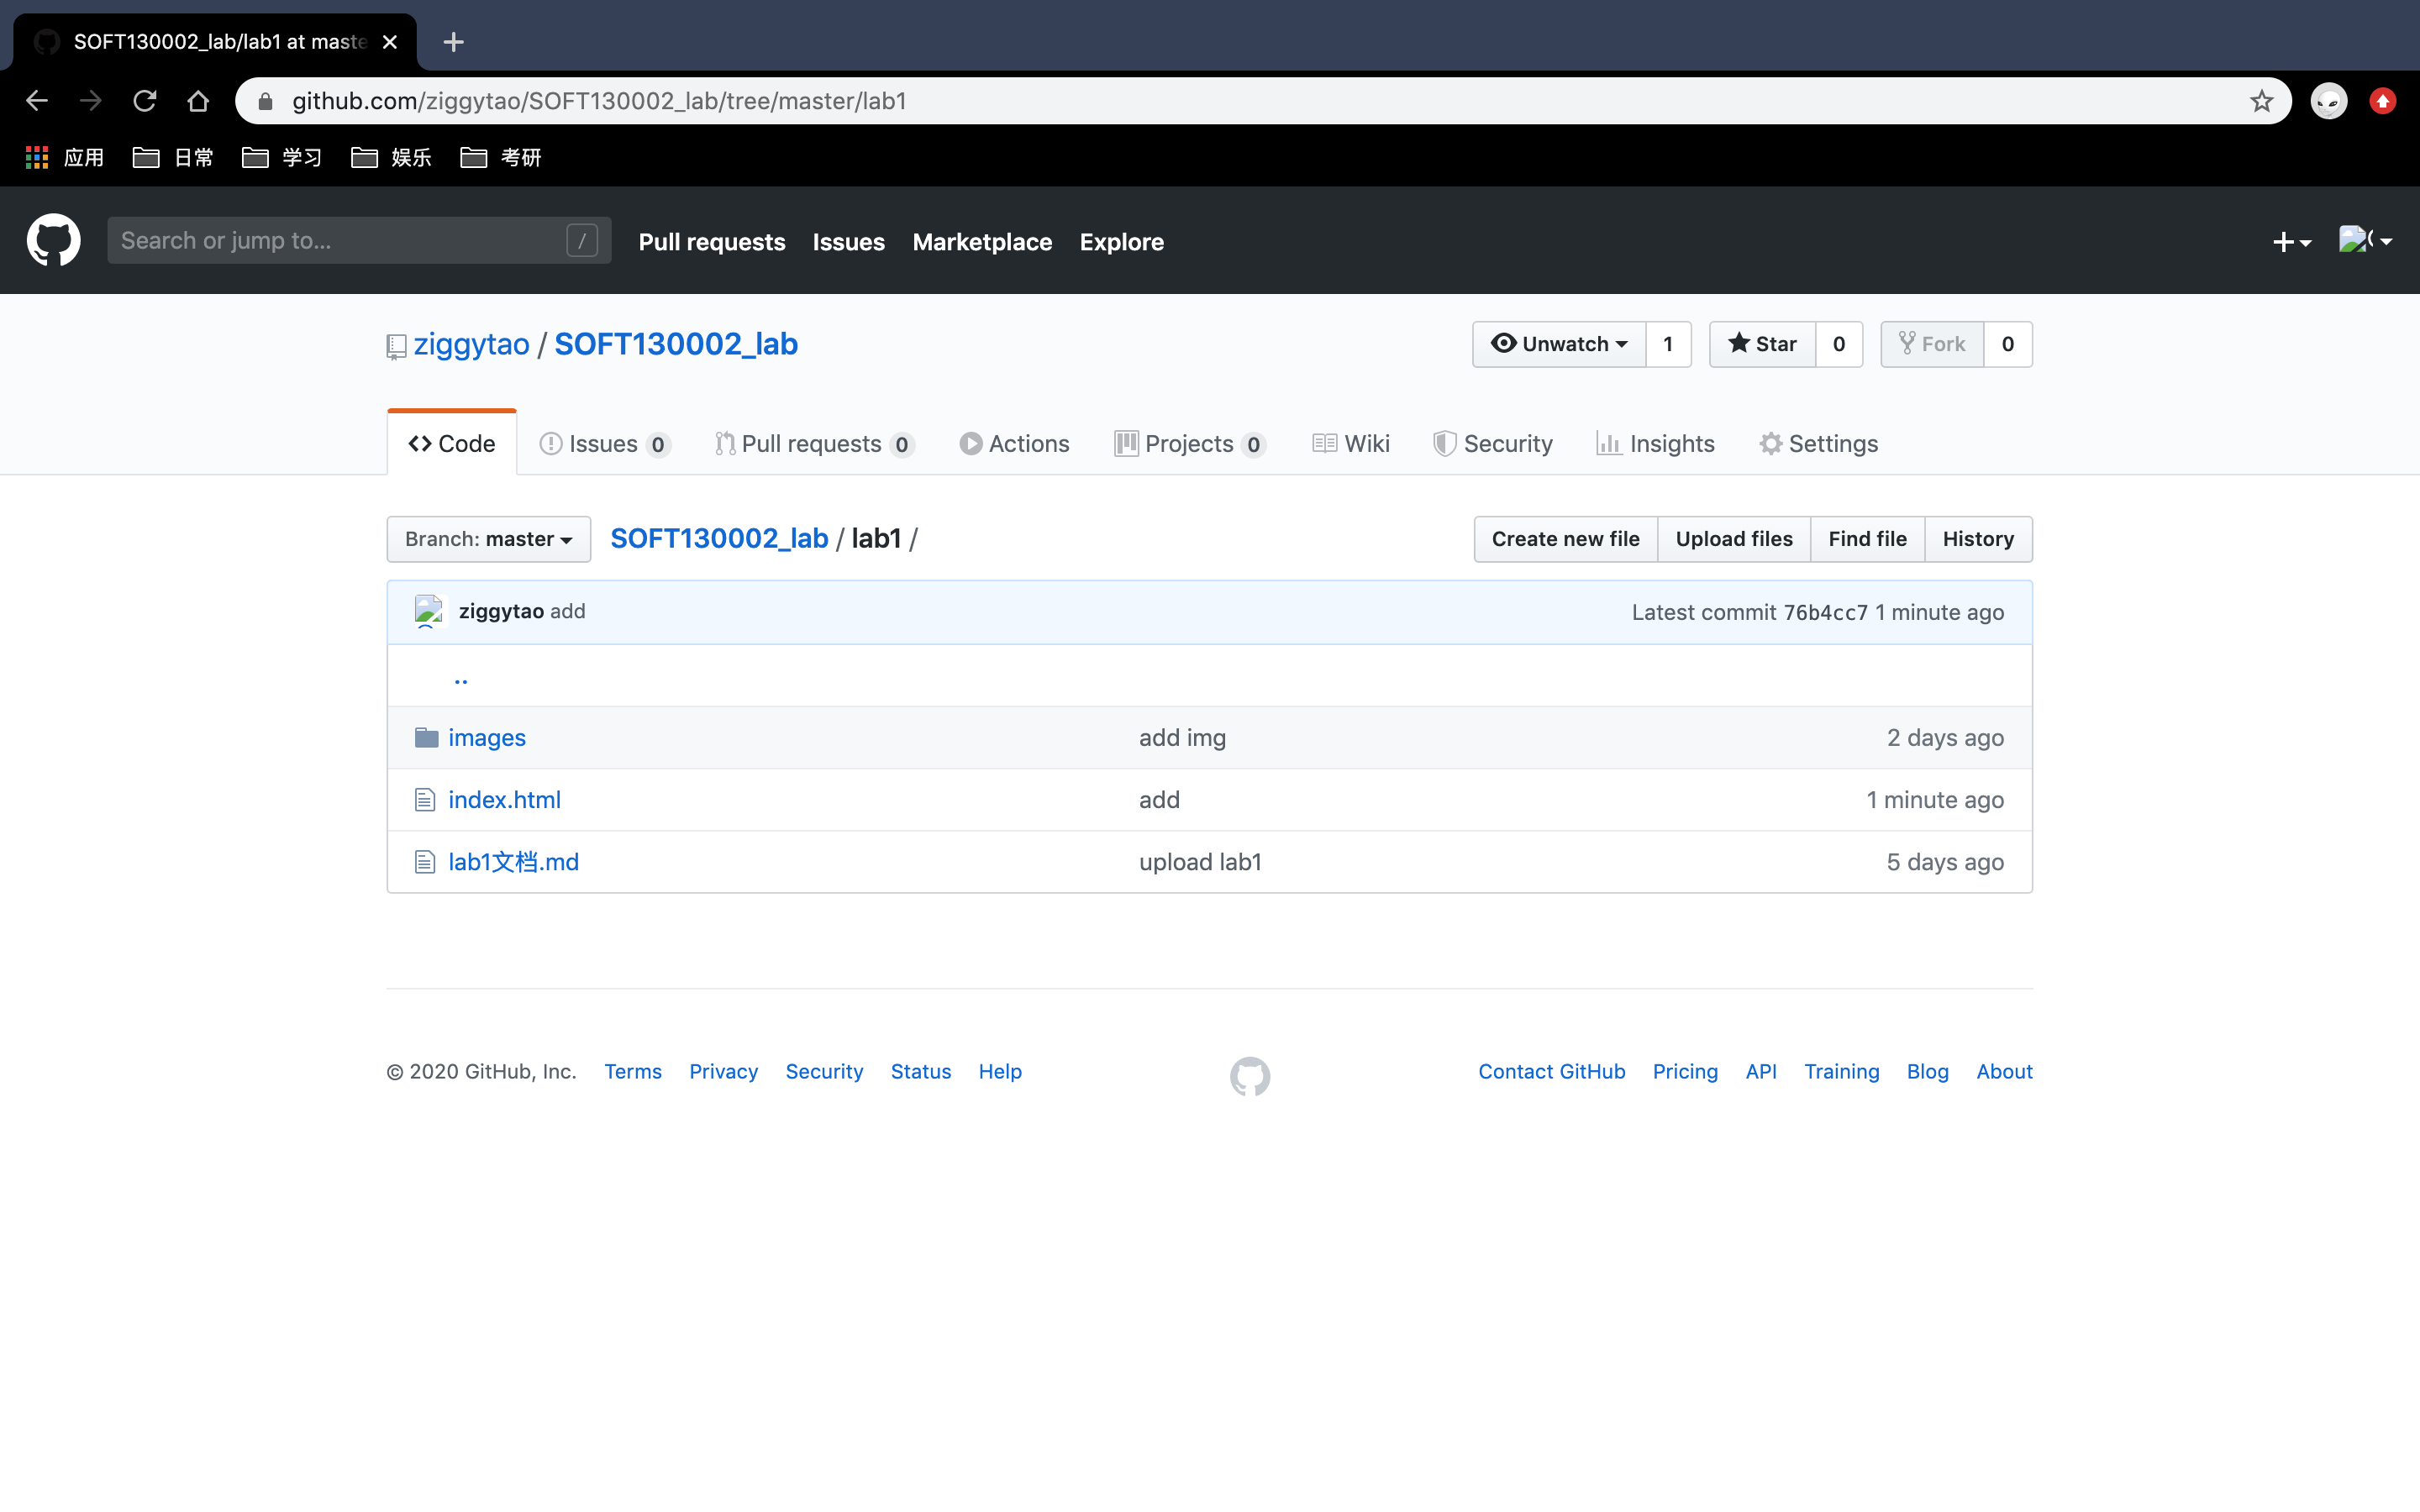 SOFT130002_lab/lab1 at maste
github.com/ziggytao/SOFT130002_lab/tree/master/lab1
应用 日常 学习 娱乐 考研
Search or jump to... / Pull requests Issues Marketplace Explore
ziggytao / SOFT130002_lab Unwatch 1 Star 0 Fork 0
Code Issues 0 Pull requests 0 Actions Projects 0 Wiki Security Insights Settings
Branch: master SOFT130002_lab / lab1 / Create new file Upload files Find file History
ziggytao add Latest commit 76b4cc7 1 minute ago
..
images add img 2 days ago
index.html add 1 minute ago
lab1文档.md upload lab1 5 days ago
© 2020 GitHub, Inc. Terms Privacy Security Status Help Contact GitHub Pricing API Training Blog About